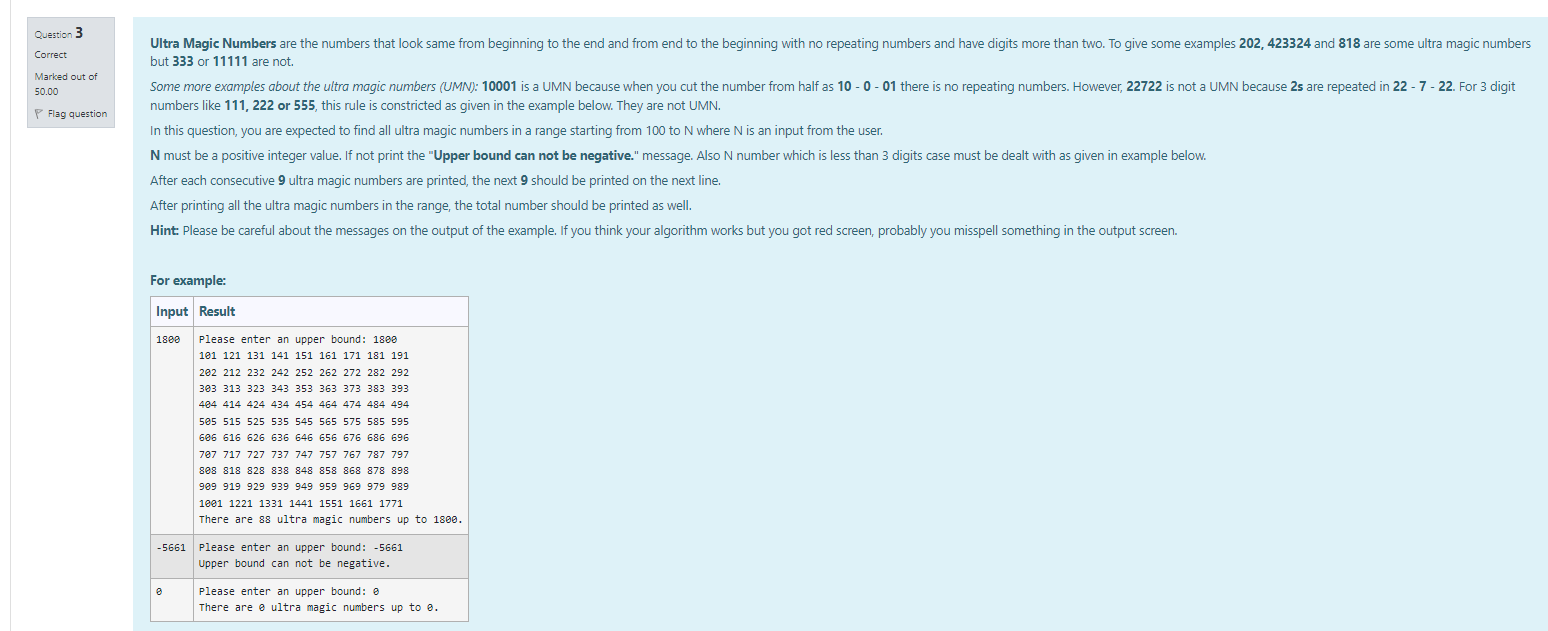 Question 3
Correct
Marked out of
50.00
Flag question
Ultra Magic Numbers are the numbers that look same from beginning to the end and from end to the beginning with no repeating numbers and have digits more than two. To give some examples 202, 423324 and 818 are some ultra magic numbers
but 333 or 11111 are not.
Some more examples about the ultra magic numbers (UMN): 10001 is a UMN because when you cut the number from half as 10 - 0 - 01 there is no repeating numbers. However, 22722 is not a UMN because 2s are repeated in 22 - 7 - 22. For 3 digit
numbers like 111, 222 or 555, this rule is constricted as given in the example below. They are not UMN.
In this question, you are expected to find all ultra magic numbers in a range starting from 100 to N where N is an input from the user.
N must be a positive integer value. If not print the "Upper bound can not be negative." message. Also N number which is less than 3 digits case must be dealt with as given in example below.
After each consecutive 9 ultra magic numbers are printed, the next 9 should be printed on the next line.
After printing all the ultra magic numbers in the range, the total number should be printed as well.
Hint: Please be careful about the messages on the output of the example. If you think your algorithm works but you got red screen, probably you misspell something in the output screen.
For example:
Input Result
1800 Please enter an upper bound: 1800
101 121 131 141 151 161 171 181 191
202 212 232 242 252 262 272 282 292
303 313 323 343 353 363 373 383 393
404 414 424 434 454 464 474 484 494
505 515 525 535 545 565 575 585 595
606 616 626 636 646 656 676 686 696
707 717 727 737 747 757 767 787 797
808 818 828 838 848 858 868 878 898
909 919 929 939 949 959 969 979 989
1001 1221 1331 1441 1551 1661 1771
There are 88 ultra magic numbers up to 1800.
-5661 Please enter an upper bound: -5661
Upper bound can not be negative.
0 Please enter an upper bound: 0
There are 0 ultra magic numbers up to 0.